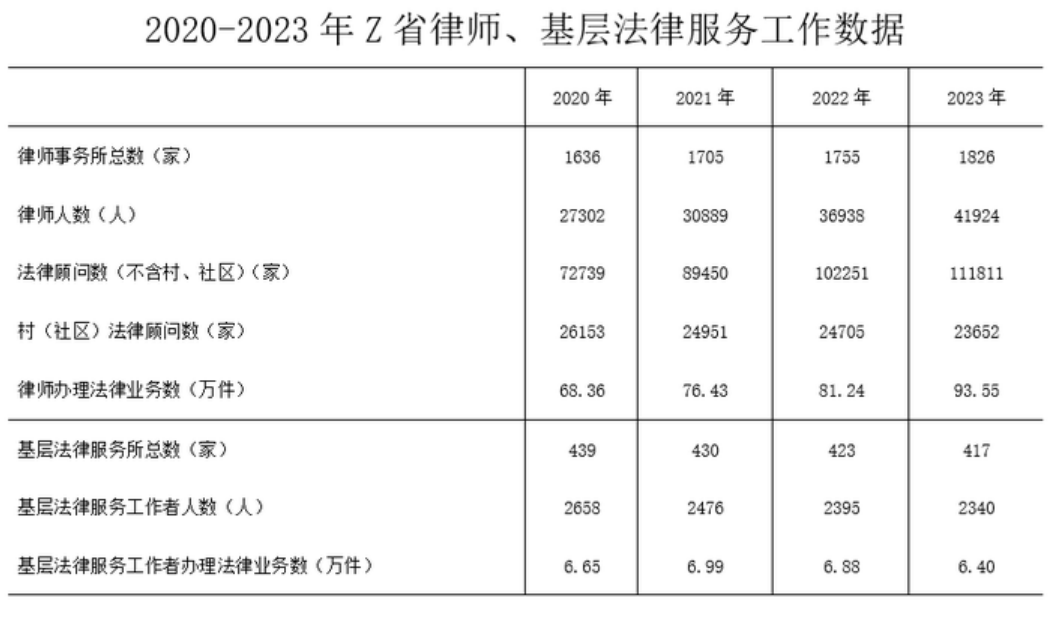 2020-2023 年 Z 省律师、基层法律服务工作数据
2020 年 2021 年 2022 年 2023 年
律师事务所总数（家） 1636 1705 1755 1826
律师人数（人） 27302 30889 36938 41924
法律顾问数（不含村、社区）（家） 72739 89450 102251 111811
村（社区）法律顾问数（家） 26153 24951 24705 23652
律师办理法律业务数（万件） 68.36 76.43 81.24 93.55
基层法律服务所总数（家） 439 430 423 417
基层法律服务工作者人数（人） 2658 2476 2395 2340
基层法律服务工作者办理法律业务数（万件） 6.65 6.99 6.88 6.40